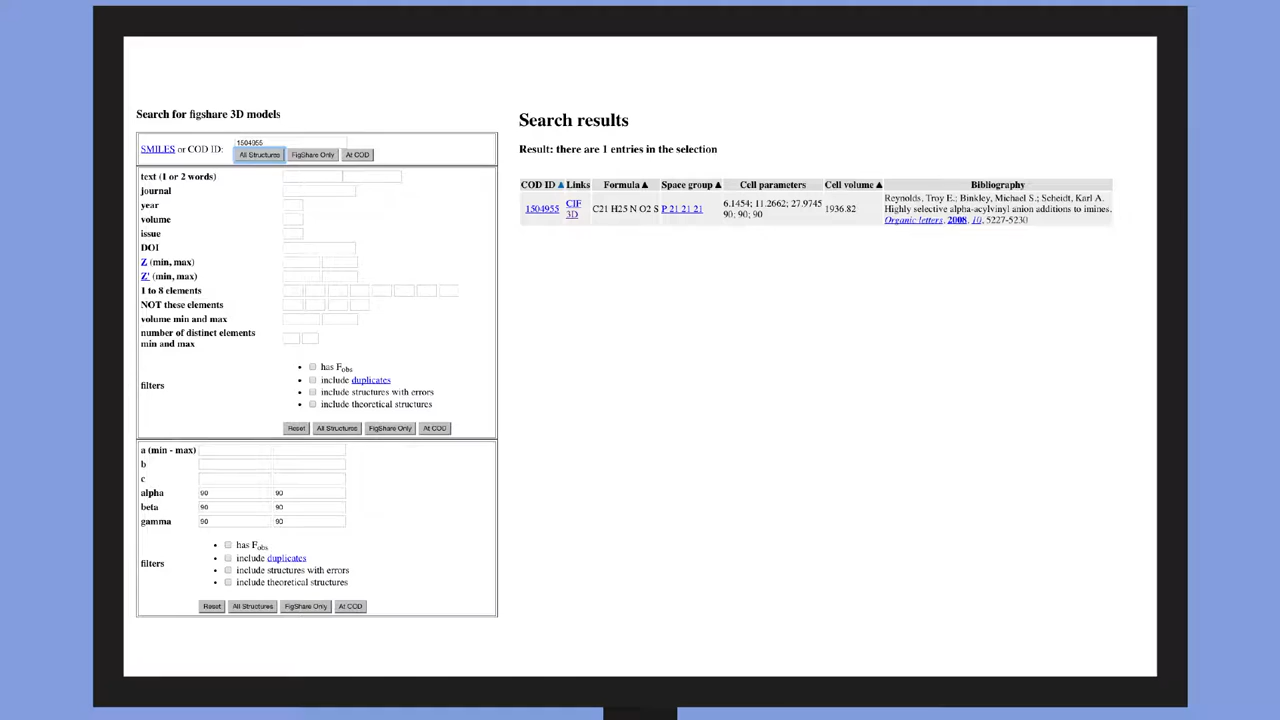 Search for figshare 3D models
SMILES or COD ID: 1504955
All Structures FigShare Only At COD
text (1 or 2 words)
journal
year
volume
issue
DOI
Z (min, max)
Z' (min, max)
1 to 8 elements
NOT these elements
volume min and max
number of distinct elements
min and max
filters
has Fobs
include duplicates
include structures with errors
include theoretical structures
Reset All Structures FigShare Only At COD
a (min - max)
b
c
alpha 90 90
beta 90 90
gamma 90 90
filters
has Fobs
include duplicates
include structures with errors
include theoretical structures
Reset All Structures FigShare Only At COD
Search results
Result: there are 1 entries in the selection
COD ID ▲ Links Formula ▲ Space group ▲ Cell parameters Cell volume ▲ Bibliography
1504955 CIF 3D C21 H25 N O2 S P 21 21 21 6.1454; 11.2662; 27.9745 90; 90; 90 1936.82 Reynolds, Troy E.; Binkley, Michael S.; Scheidt, Karl A.
Highly selective alpha-acylvinyl anion additions to imines.
Organic letters, 2008, 10, 5227-5230